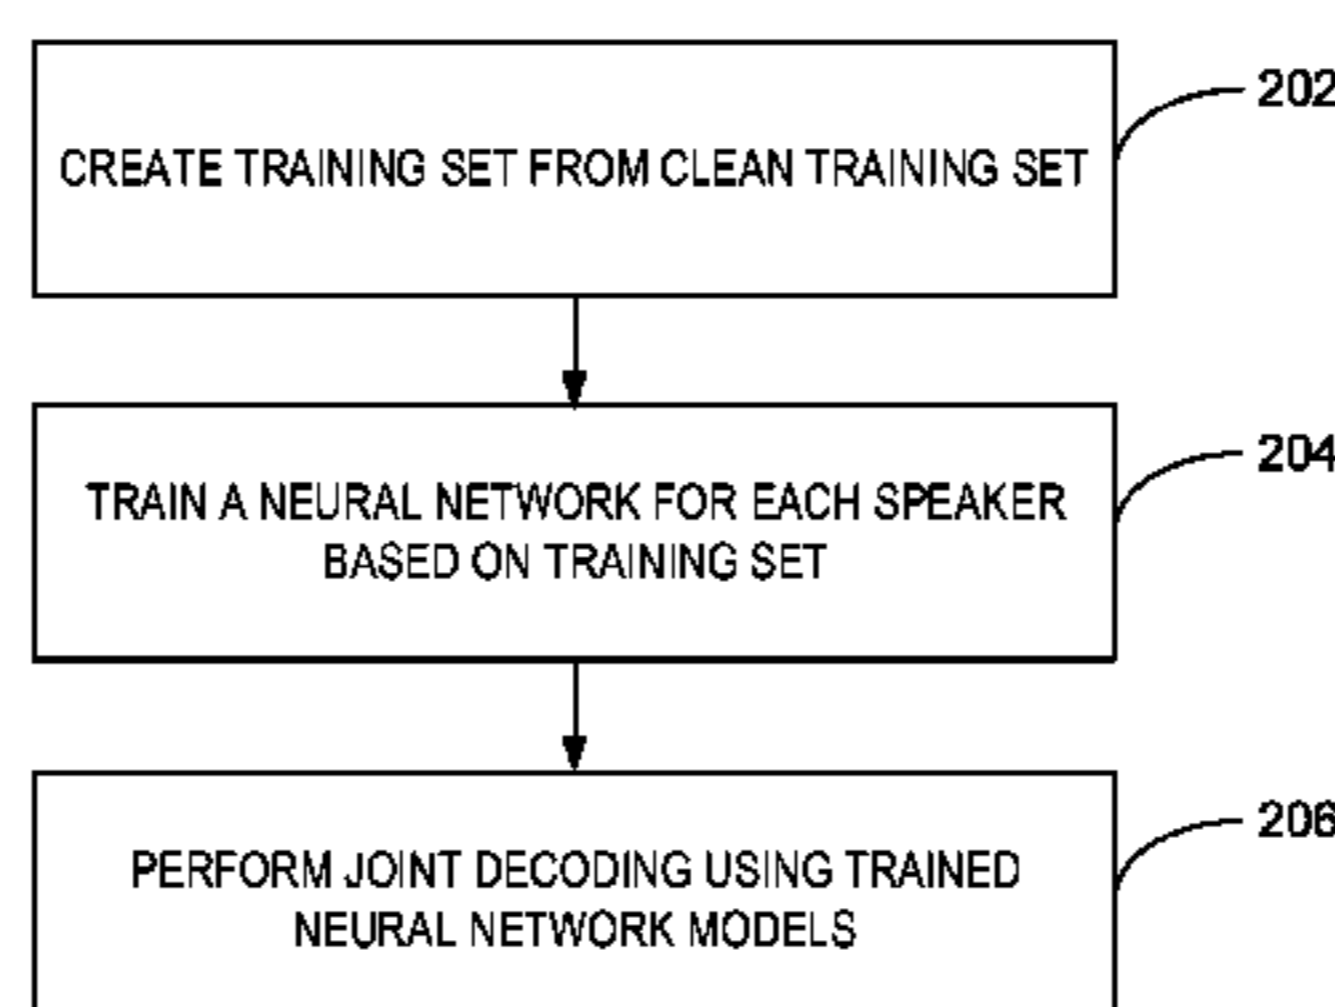 202
CREATE TRAINING SET FROM CLEAN TRAINING SET
204
TRAIN A NEURAL NETWORK FOR EACH SPEAKER
BASED ON TRAINING SET
206
PERFORM JOINT DECODING USING TRAINED
NEURAL NETWORK MODELS